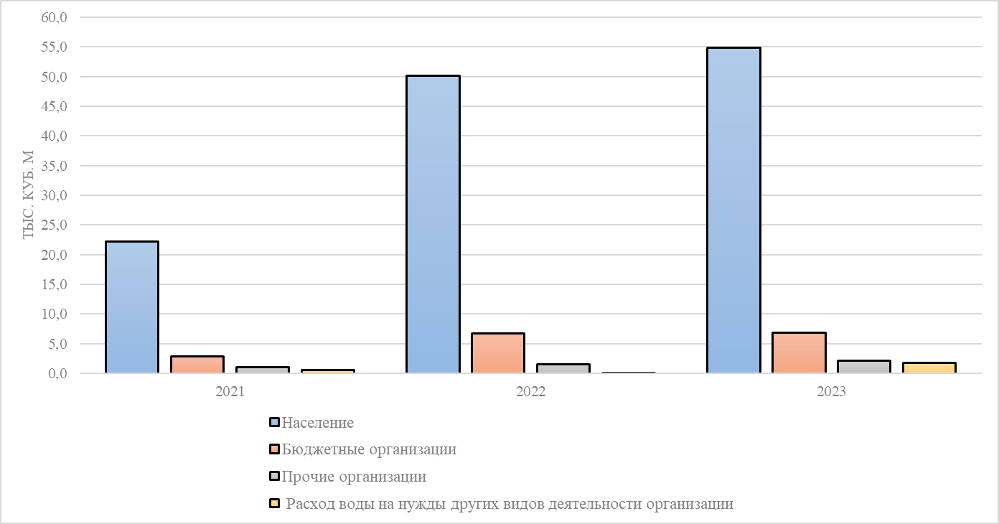 60,0
55,0
50,0
45,0
40,0
35,0
30,0
25,0
20,0
15,0
10,0
5,0
0,0
ТЫС. КУБ. М
2021 2022 2023
Население
Бюджетные организации
Прочие организации
Расход воды на нужды других видов деятельности организации